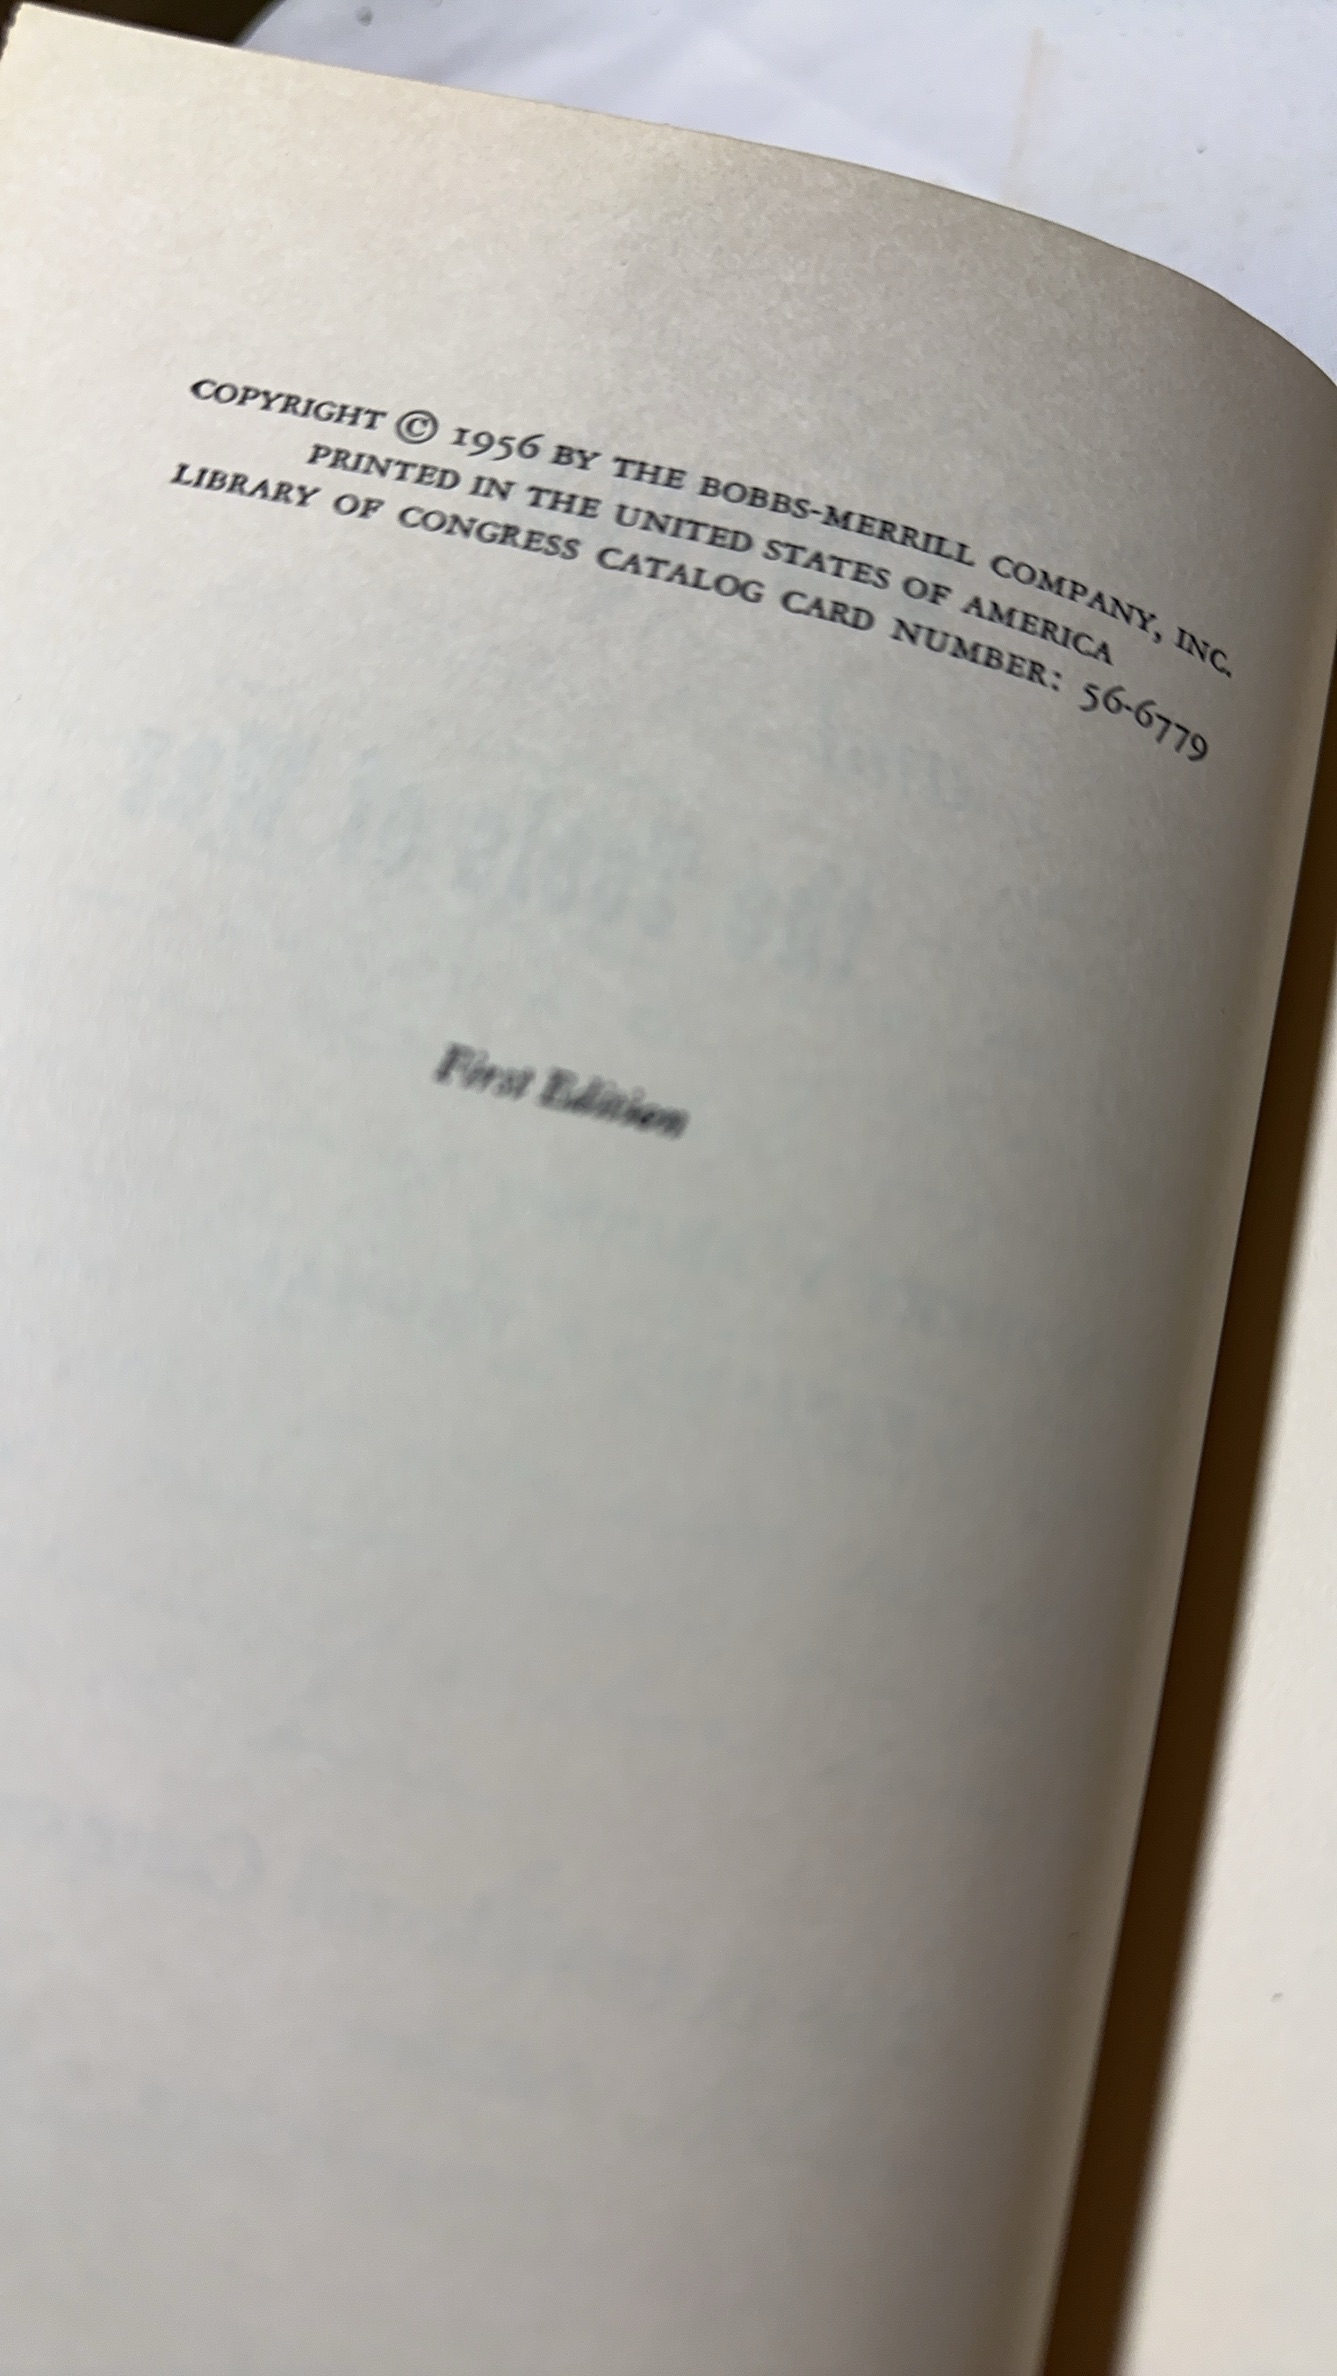 COPYRIGHT © 1956 BY THE BOBBS-MERRILL COMPANY, INC.
PRINTED IN THE UNITED STATES OF AMERICA
LIBRARY OF CONGRESS CATALOG CARD NUMBER: 56-6779
First Edition